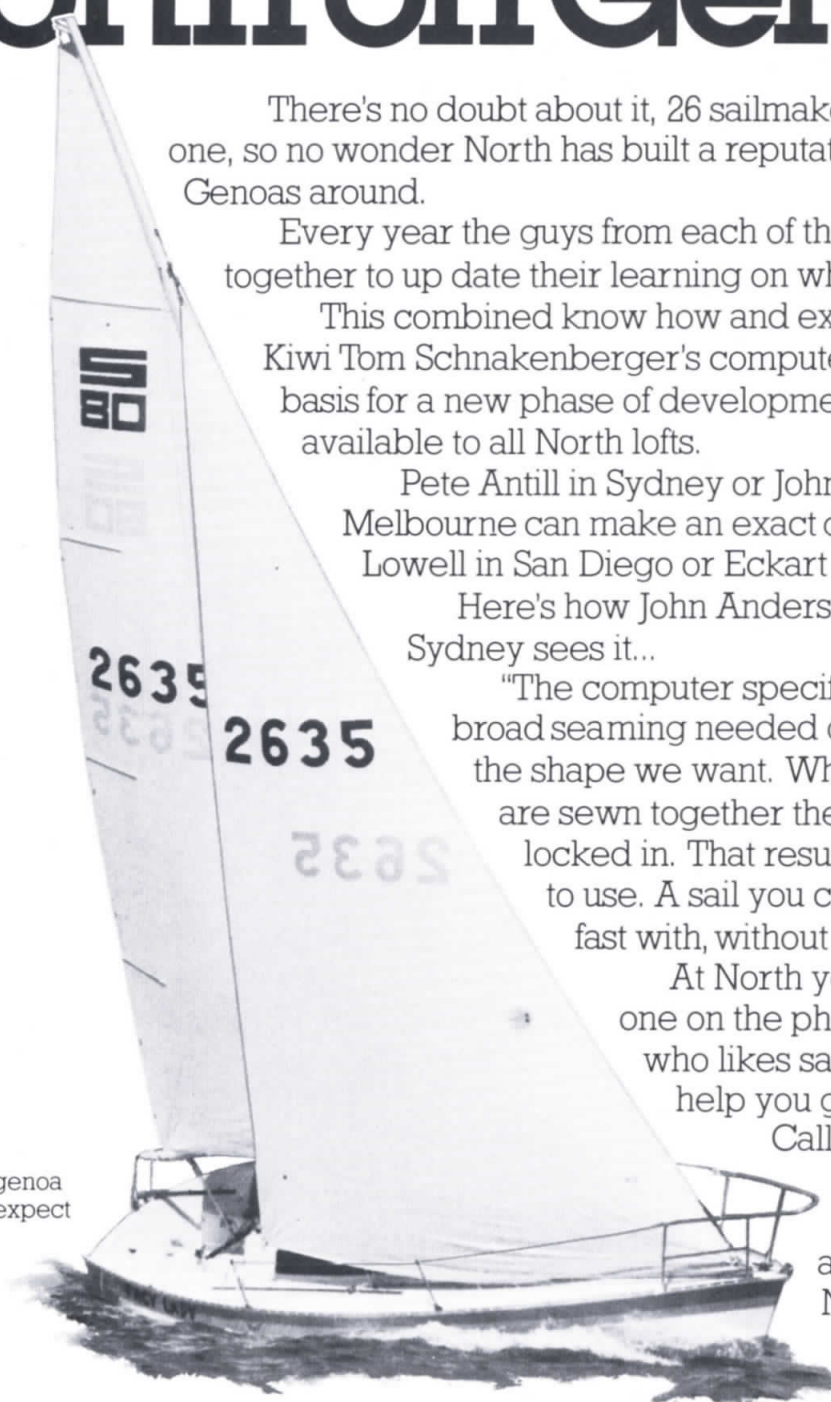 There's no doubt about it, 26 sailmak
one, so no wonder North has built a reputat
Genoas around.
Every year the guys from each of th
together to up date their learning on wh
This combined know how and ex
Kiwi Tom Schnakenberger's compute
basis for a new phase of developme
available to all North lofts.
Pete Antill in Sydney or John
Melbourne can make an exact c
Lowell in San Diego or Eckart
Here's how John Anders
Sydney sees it...
"The computer specif
broad seaming needed
the shape we want. Wh
are sewn together the
locked in. That resu
to use. A sail you c
fast with, without
At North y
one on the ph
who likes sa
help you g
Call
genoa
expect
a
N
S
80
2635
2635
2635